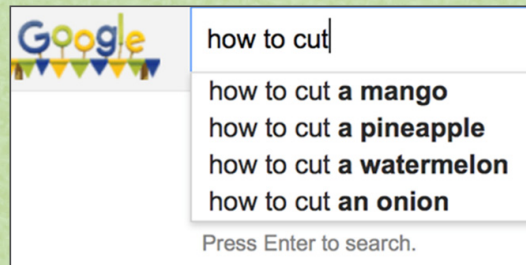 Google
how to cut
how to cut a mango
how to cut a pineapple
how to cut a watermelon
how to cut an onion
Press Enter to search.